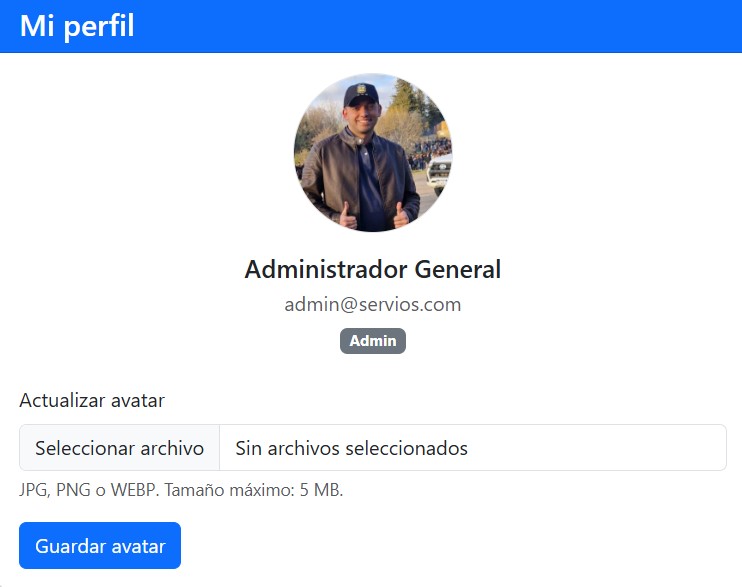 Mi perfil
Administrador General
admin@servios.com
Admin
Actualizar avatar
Seleccionar archivo Sin archivos seleccionados
JPG, PNG o WEBP. Tamaño máximo: 5 MB.
Guardar avatar